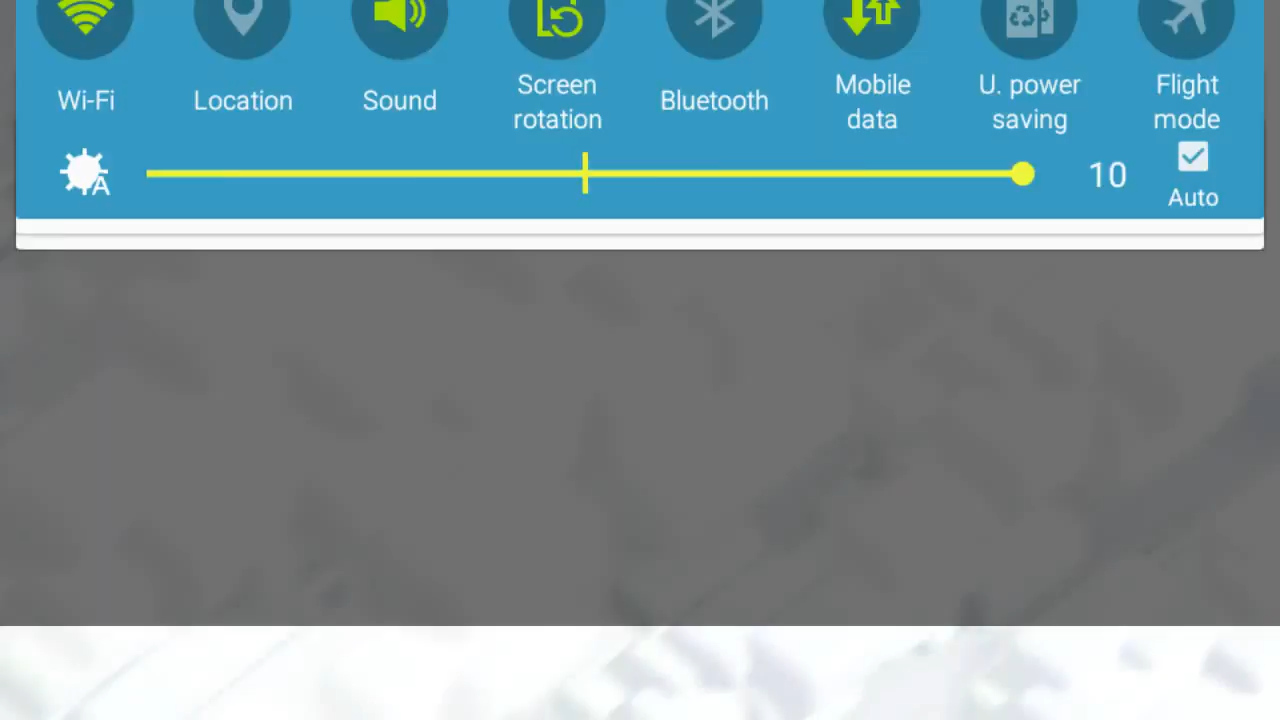 Wi-Fi
Location
Sound
Screen
rotation
Bluetooth
Mobile
data
U. power
saving
Flight
mode
A
10
Auto